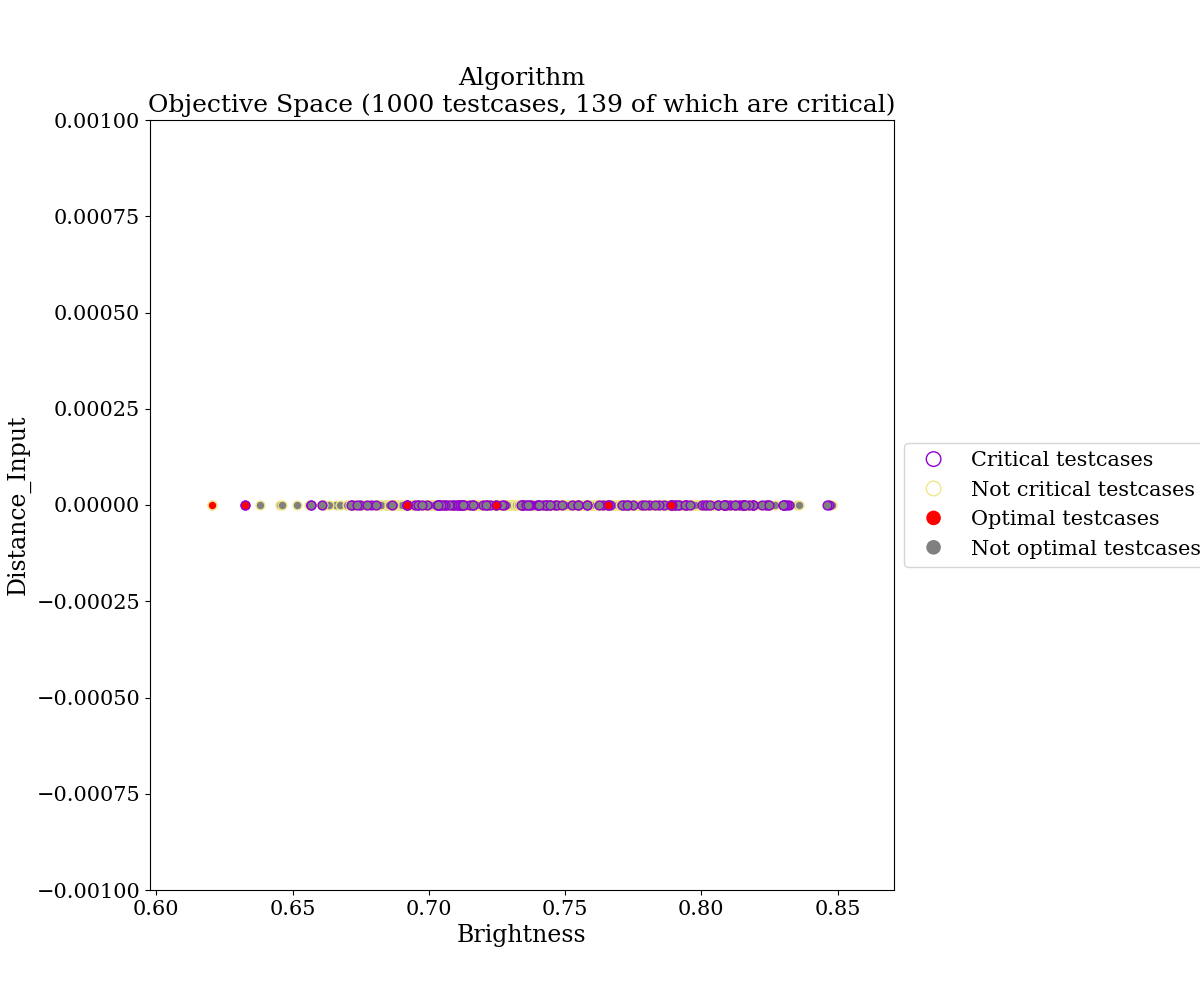 Algorithm
Objective Space (1000 testcases, 139 of which are critical)
0.00100
0.00075
0.00050
0.00025
0.00000
−0.00025
−0.00050
−0.00075
−0.00100
Distance_Input
0.60 0.65 0.70 0.75 0.80 0.85
Brightness
Critical testcases
Not critical testcases
Optimal testcases
Not optimal testcases